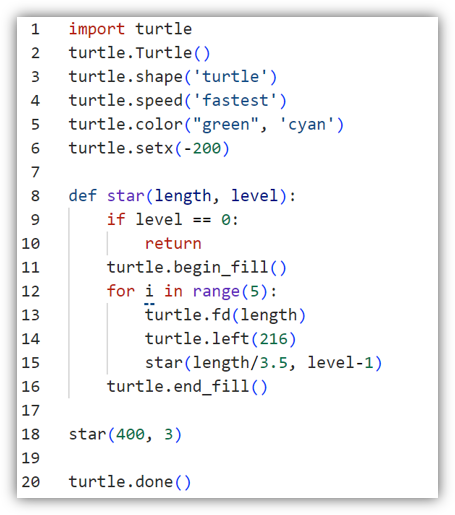 1 import turtle
2 turtle.Turtle()
3 turtle.shape('turtle')
4 turtle.speed('fastest')
5 turtle.color("green", 'cyan')
6 turtle.setx(-200)
7
8 def star(length, level):
9     if level == 0:
10         return
11     turtle.begin_fill()
12     for i in range(5):
13         turtle.fd(length)
14         turtle.left(216)
15         star(length/3.5, level-1)
16     turtle.end_fill()
17
18 star(400, 3)
19
20 turtle.done()